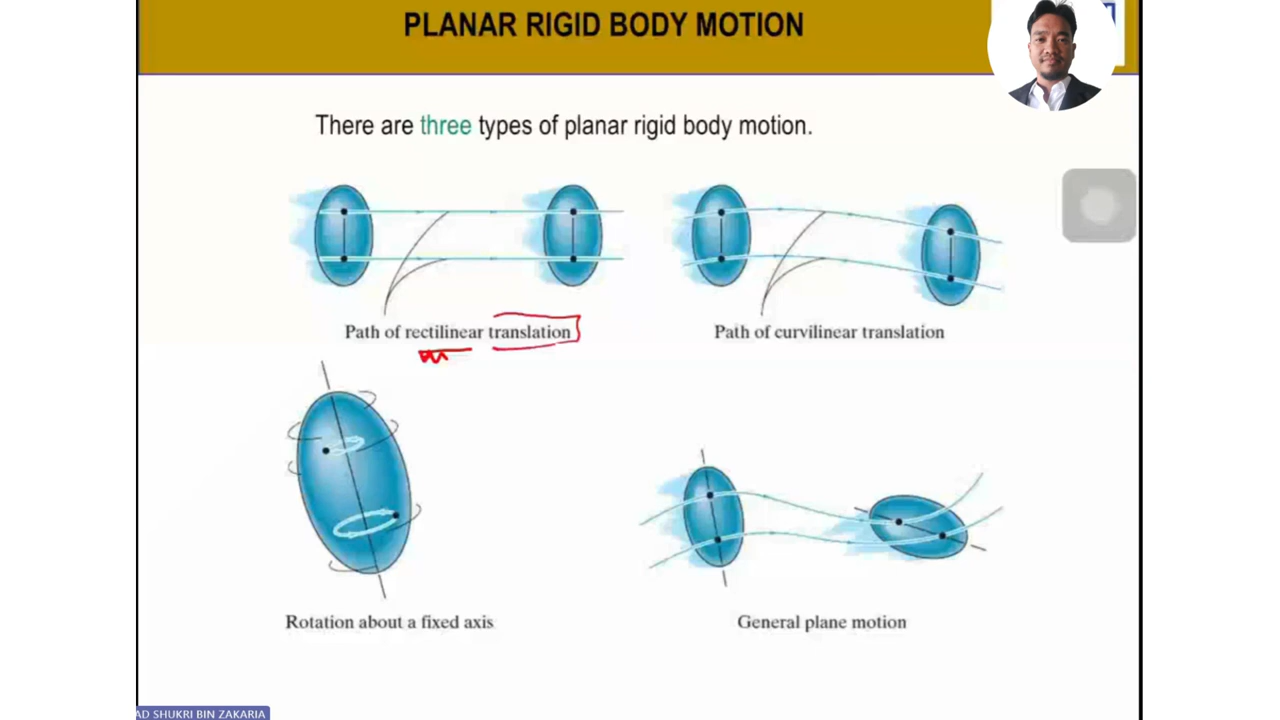 PLANAR RIGID BODY MOTION
There are three types of planar rigid body motion.
Path of rectilinear translation
Path of curvilinear translation
Rotation about a fixed axis
General plane motion
AD SHUKRI BIN ZAKARIA